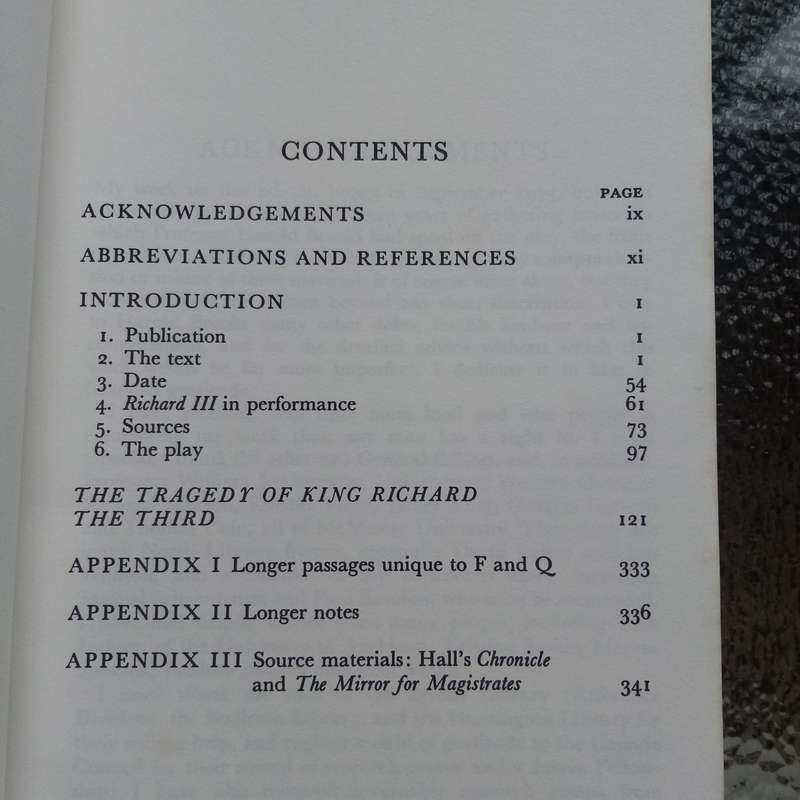 CONTENTS
PAGE
ACKNOWLEDGEMENTS ix
ABBREVIATIONS AND REFERENCES xi
INTRODUCTION 1
1. Publication 1
2. The text 1
3. Date 54
4. Richard III in performance 61
5. Sources 73
6. The play 97
THE TRAGEDY OF KING RICHARD
THE THIRD 121
APPENDIX I Longer passages unique to F and Q 333
APPENDIX II Longer notes 336
APPENDIX III Source materials: Hall's Chronicle
and The Mirror for Magistrates 341